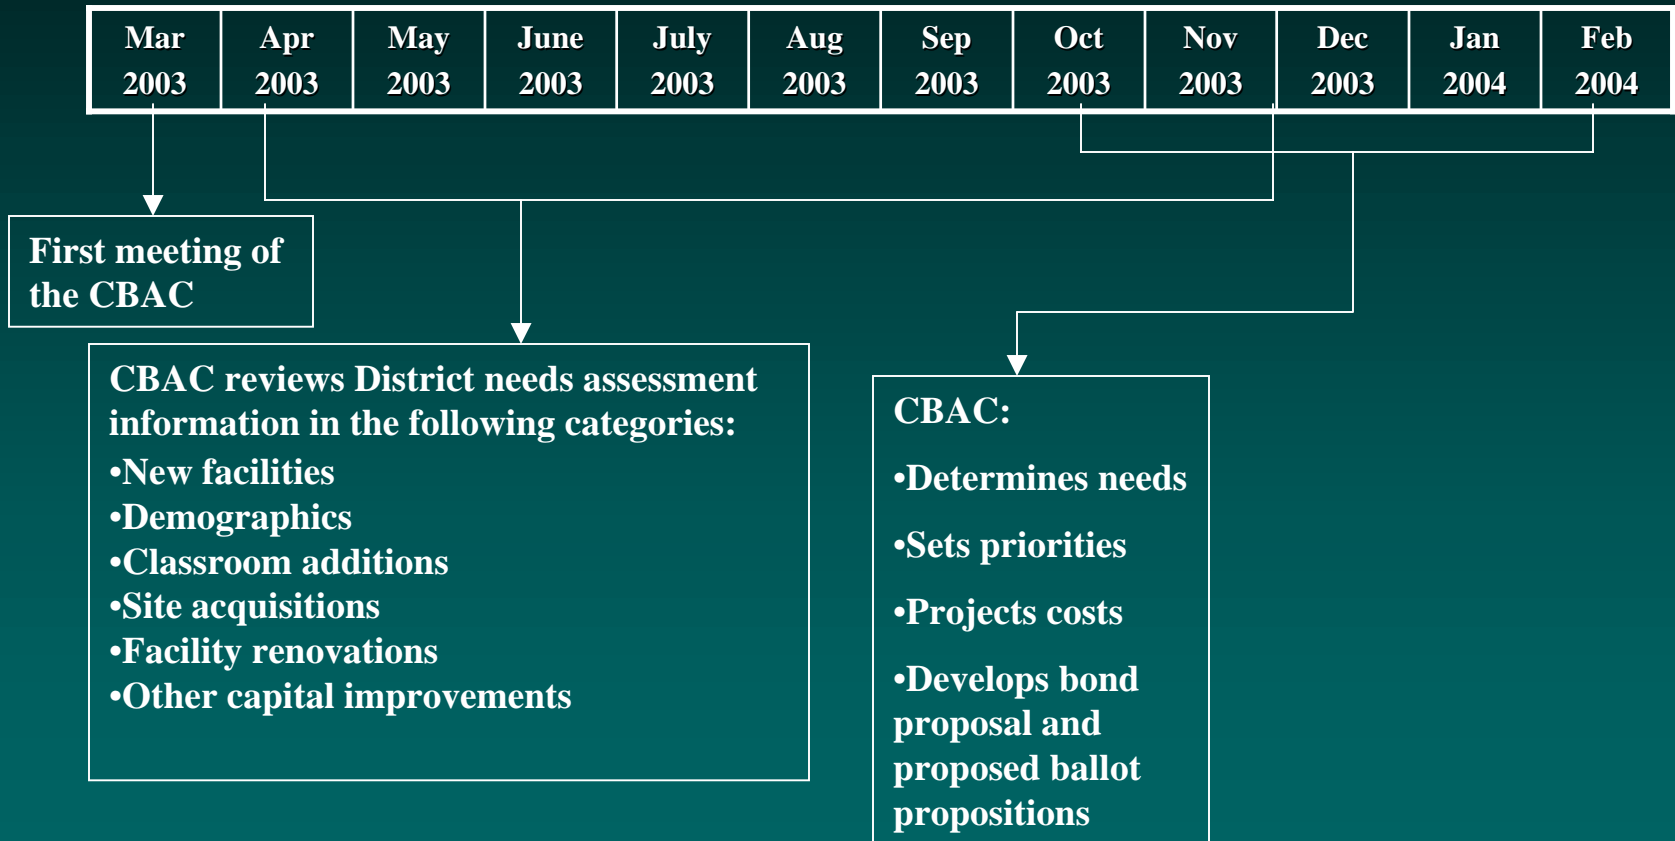 Mar Apr May June July Aug Sep Oct Nov Dec Jan Feb
2003 2003 2003 2003 2003 2003 2003 2003 2003 2003 2004 2004
First meeting of
the CBAC
CBAC reviews District needs assessment
information in the following categories:
•New facilities
•Demographics
•Classroom additions
•Site acquisitions
•Facility renovations
•Other capital improvements
CBAC:
•Determines needs
•Sets priorities
•Projects costs
•Develops bond
proposal and
proposed ballot
propositions